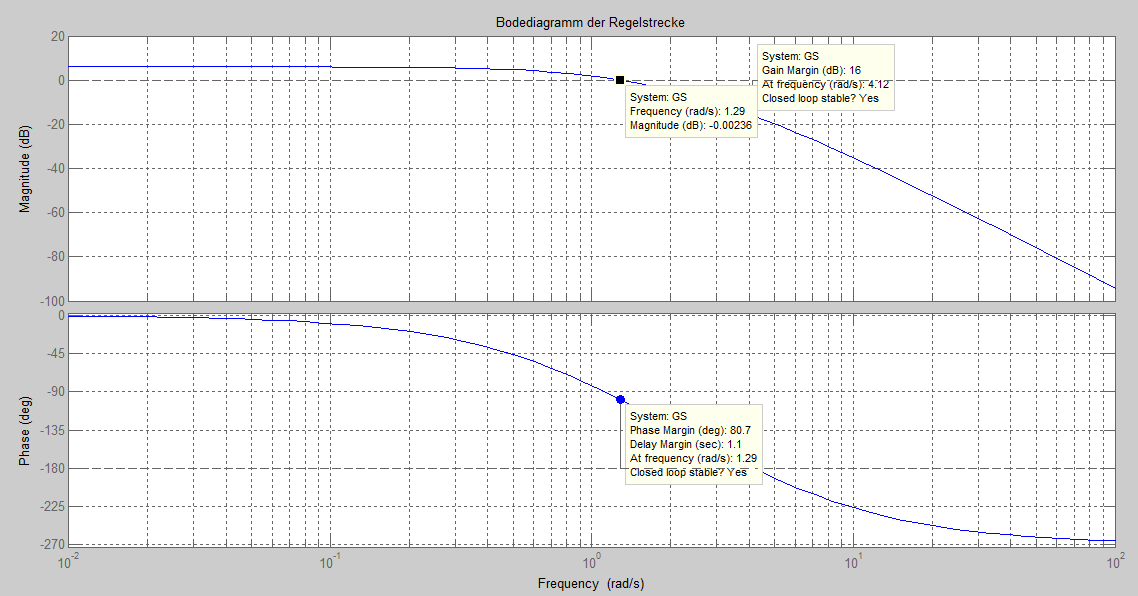 Bodediagramm der Regelstrecke
Magnitude (dB)
20
0
-20
-40
-60
-80
-100
System: GS
Frequency (rad/s): 1.29
Magnitude (dB): -0.00236
System: GS
Gain Margin (dB): 16
At frequency (rad/s): 4.12
Closed loop stable? Yes
Phase (deg)
0
-45
-90
-135
-180
-225
-270
System: GS
Phase Margin (deg): 80.7
Delay Margin (sec): 1.1
At frequency (rad/s): 1.29
Closed loop stable? Yes
10^-2 10^-1 10^0 10^1 10^2
Frequency (rad/s)